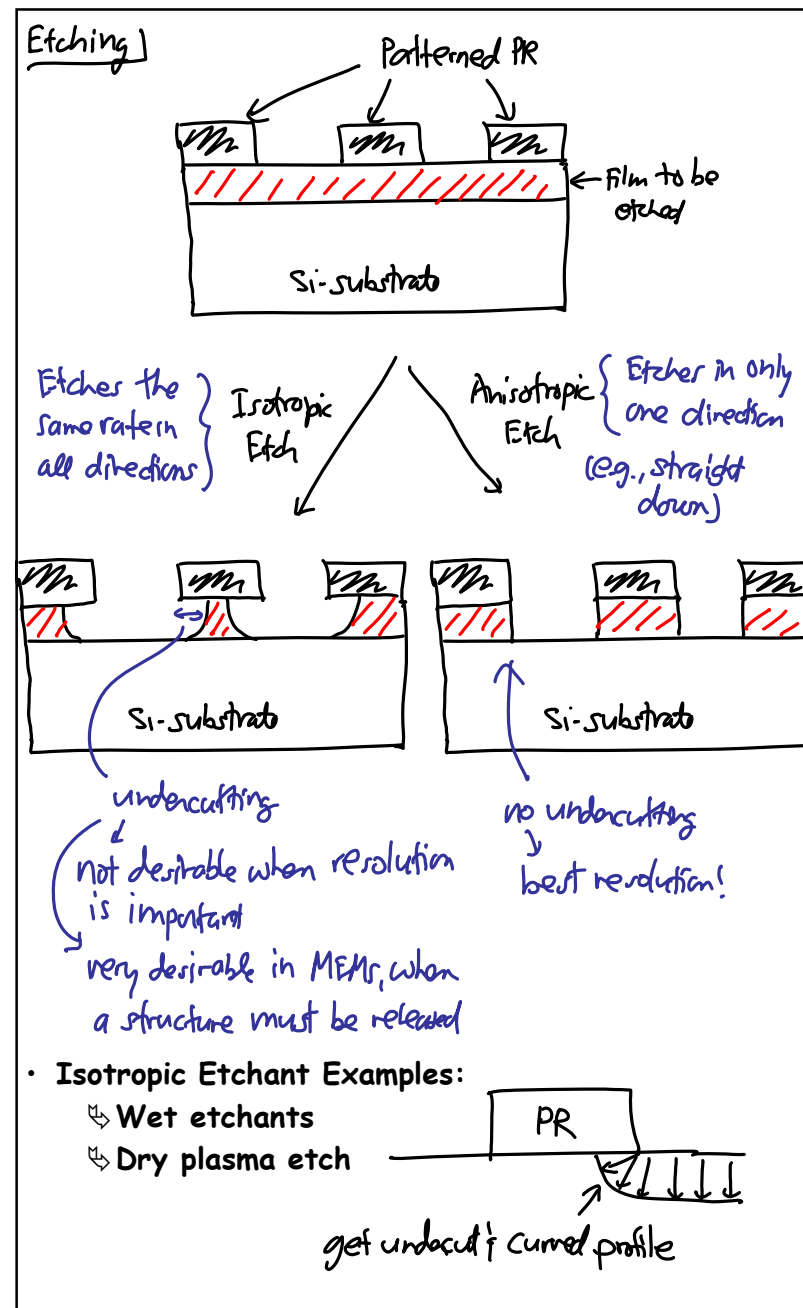 Etching
Patterned PR
Film to be
etched
Si-substrate
Etches the
same rate in
all directions
Isotropic
Etch
Anisotropic
Etch
Etches in only
one direction
(e.g., straight
down)
Si-substrate
Si-substrate
undercutting
not desirable when resolution
is important
very desirable in MEMs, when
a structure must be released
no undercutting
best resolution!
· Isotropic Etchant Examples:
Wet etchants
Dry plasma etch
PR
get undercut & curved profile